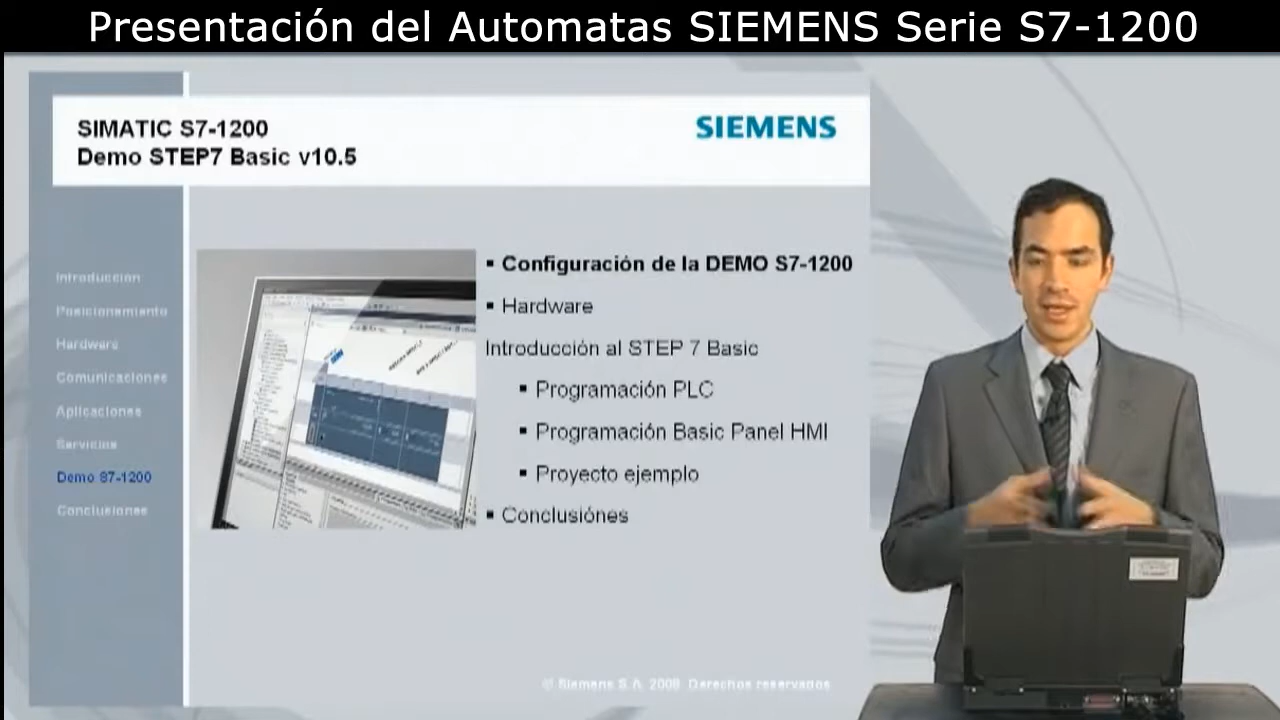 Presentación del Automatas SIEMENS Serie S7-1200
SIMATIC S7-1200
Demo STEP7 Basic v10.5
SIEMENS
Introducción
Posicionamiento
Hardware
Comunicaciones
Aplicaciones
Servicios
Demo S7-1200
Conclusiones
▪ Configuración de la DEMO S7-1200
▪ Hardware
Introducción al STEP 7 Basic
▪ Programación PLC
▪ Programación Basic Panel HMI
▪ Proyecto ejemplo
▪ Conclusiónes
© Siemens S.A. 2009. Derechos reservados